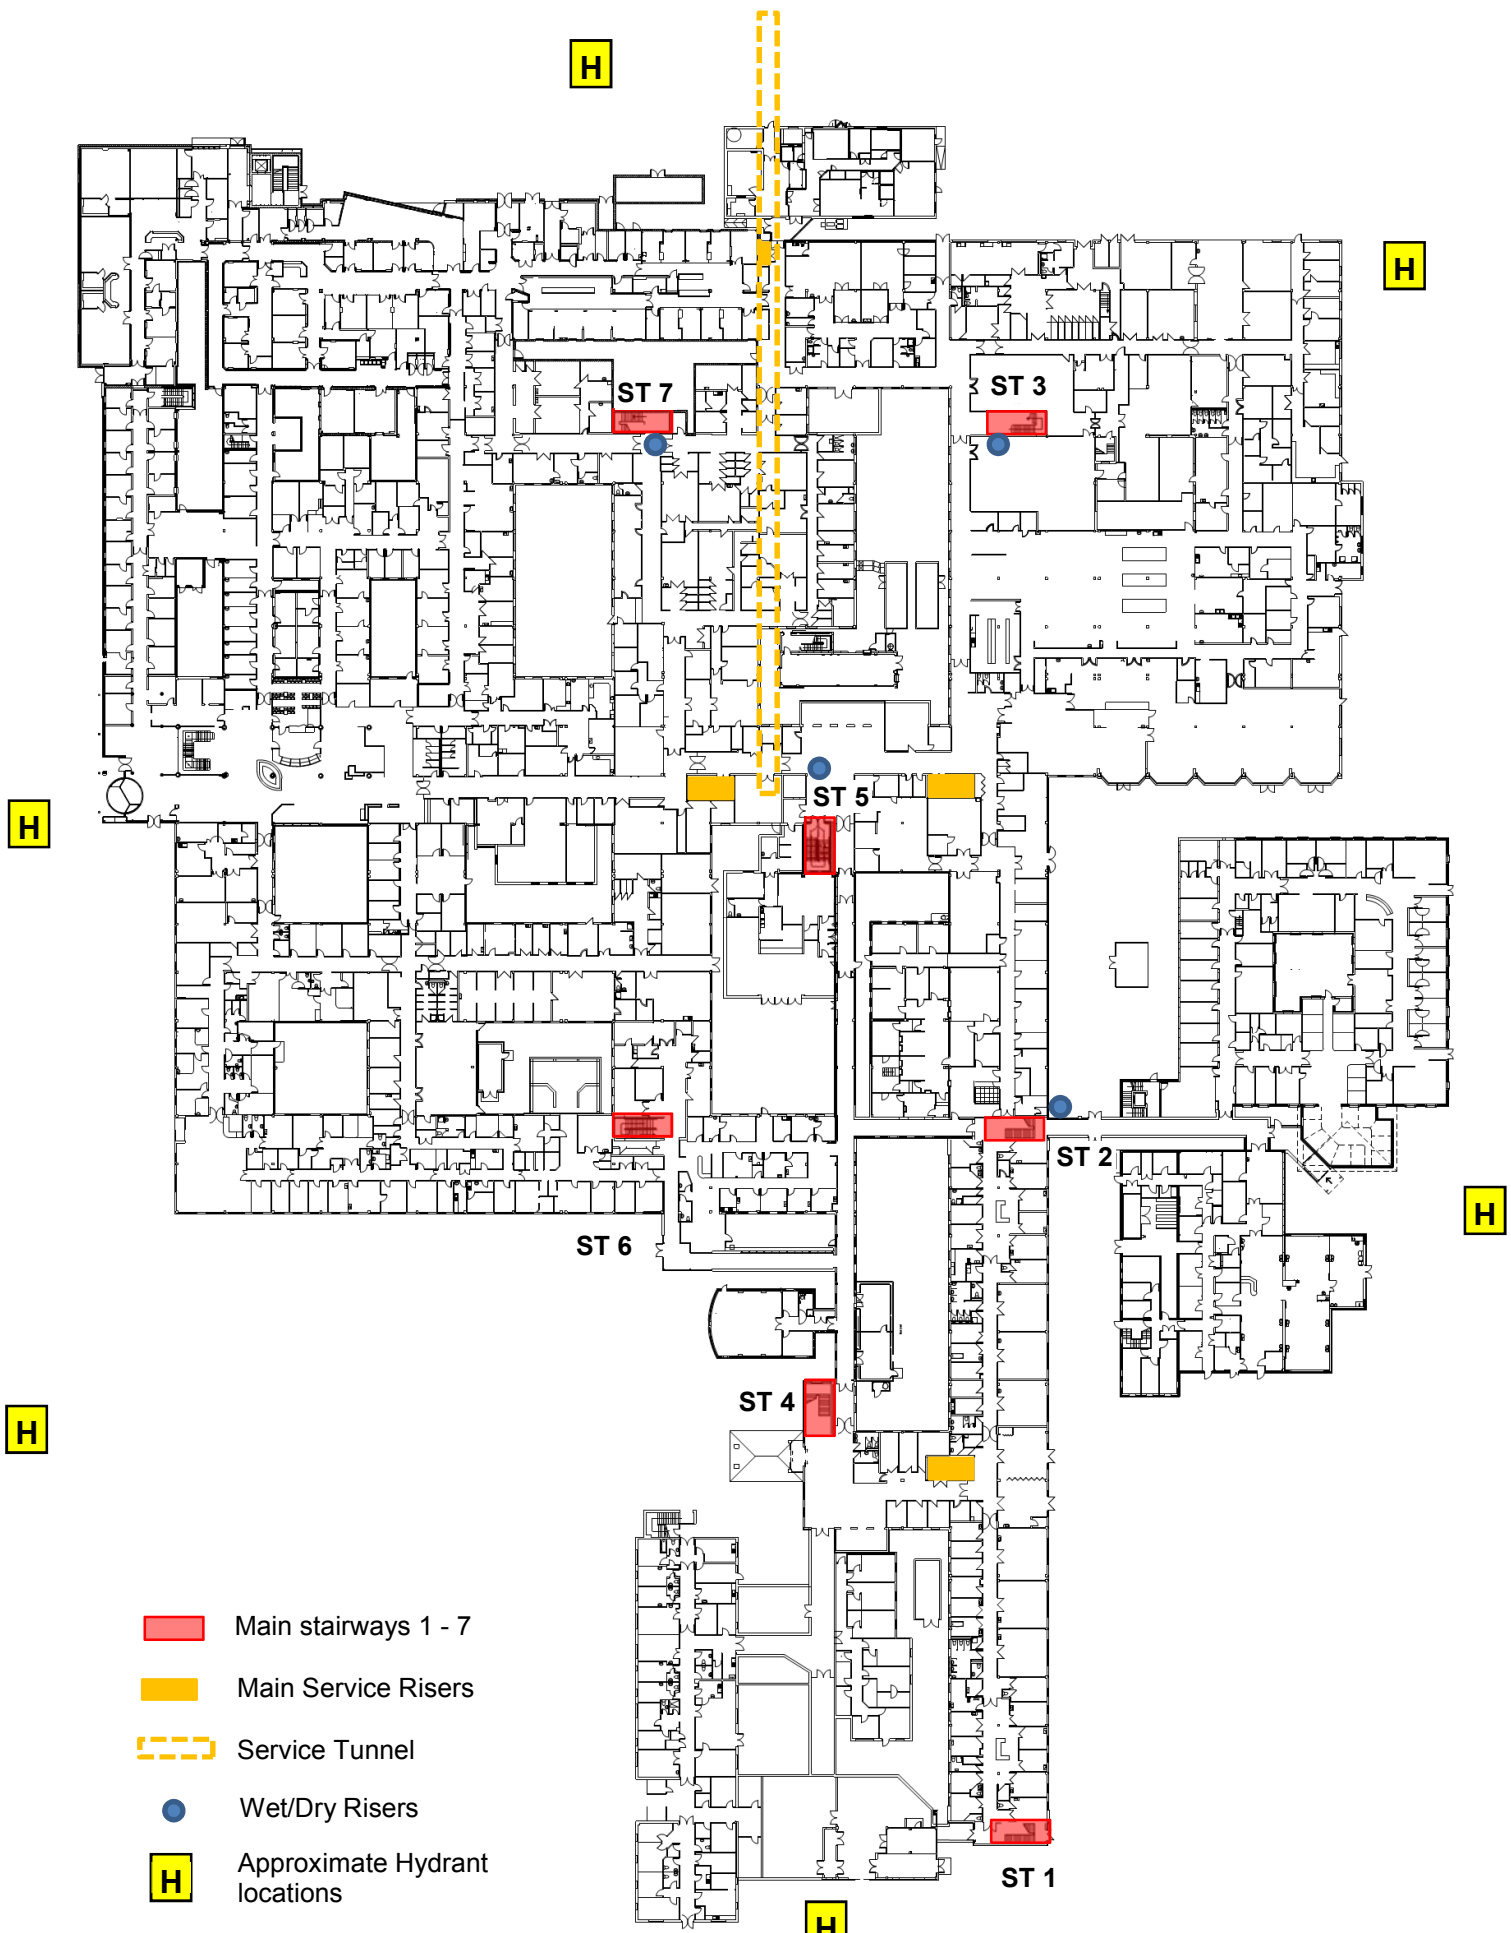 H
H
ST 7
ST 3
H
ST 5
ST 2
H
ST 6
ST 4
H
Main stairways 1 - 7
Main Service Risers
Service Tunnel
Wet/Dry Risers
H
Approximate Hydrant
locations
ST 1
H